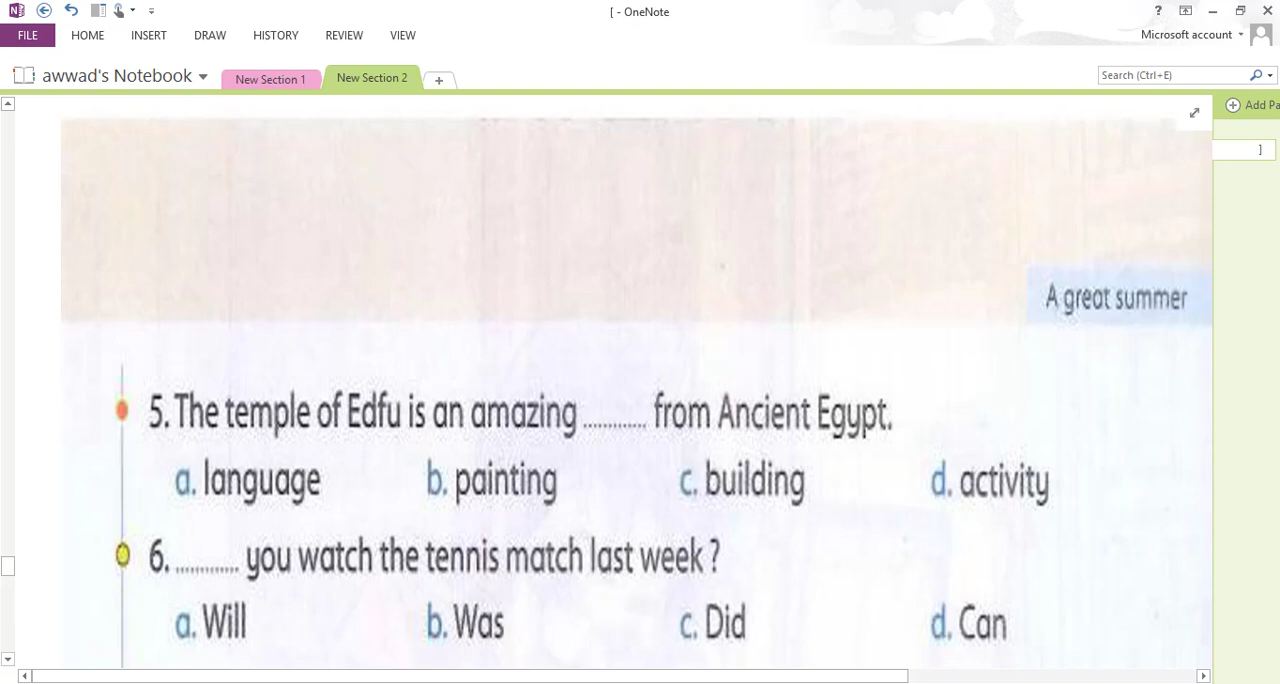 [ - OneNote
?
FILE HOME INSERT DRAW HISTORY REVIEW VIEW Microsoft account
awwad's Notebook New Section 1 New Section 2 + Search (Ctrl+E)
Add Pa
]
A great summer
5. The temple of Edfu is an amazing ............ from Ancient Egypt.
a. language b. painting c. building d. activity
6. ............ you watch the tennis match last week ?
a. Will b. Was c. Did d. Can